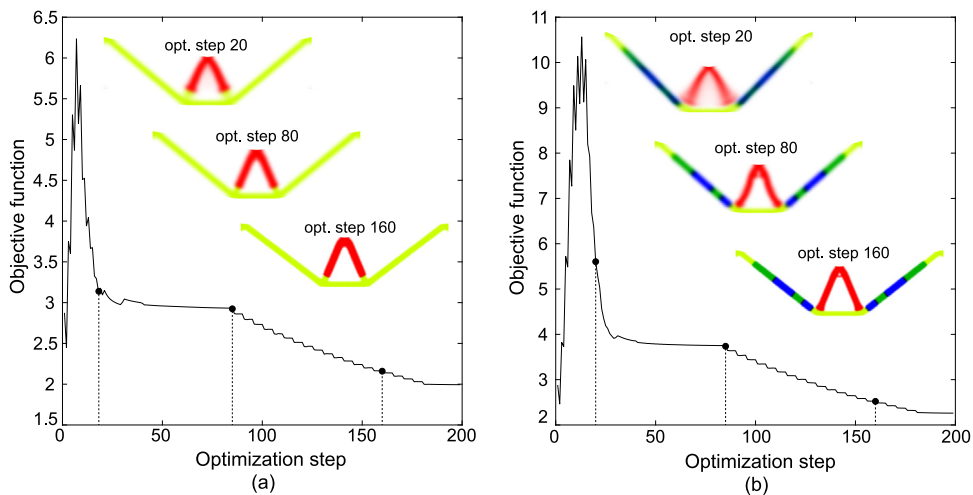 6.5
6
5.5
5
4.5
4
3.5
3
2.5
2
1.5
Objective function
opt. step 20
opt. step 80
opt. step 160
0
50
100
150
200
Optimization step
(a)
11
10
9
8
7
6
5
4
3
2
Objective function
opt. step 20
opt. step 80
opt. step 160
0
50
100
150
200
Optimization step
(b)